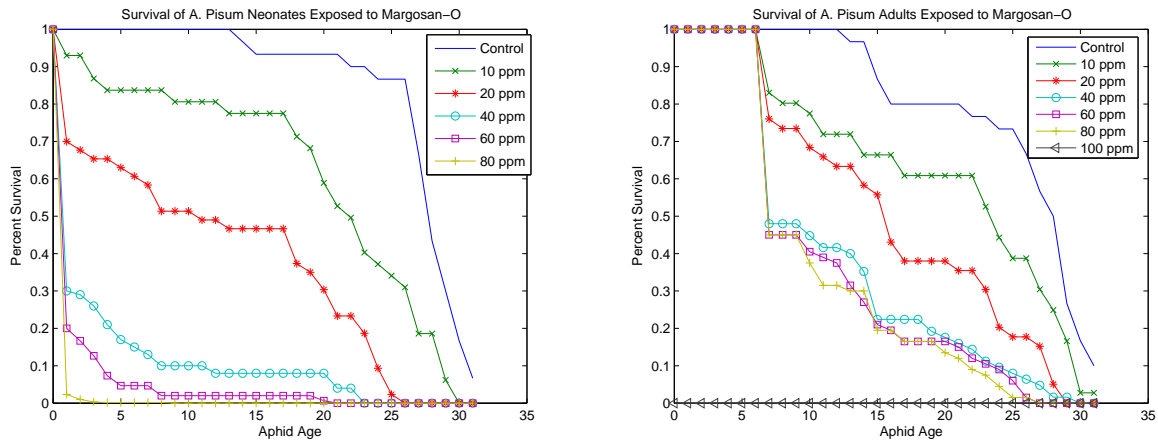 Survival of A. Pisum Neonates Exposed to Margosan−O
1
0.9
0.8
0.7
0.6
0.5
0.4
0.3
0.2
0.1
0
Percent Survival
0 5 10 15 20 25 30 35
Aphid Age
Control
10 ppm
20 ppm
40 ppm
60 ppm
80 ppm
Survival of A. Pisum Adults Exposed to Margosan−O
1
0.9
0.8
0.7
0.6
0.5
0.4
0.3
0.2
0.1
0
Percent Survival
0 5 10 15 20 25 30 35
Aphid Age
Control
10 ppm
20 ppm
40 ppm
60 ppm
80 ppm
100 ppm